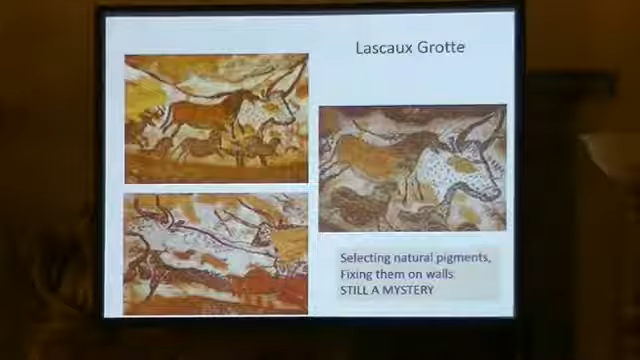 Lascaux Grotte
Selecting natural pigments,
Fixing them on walls
STILL A MYSTERY